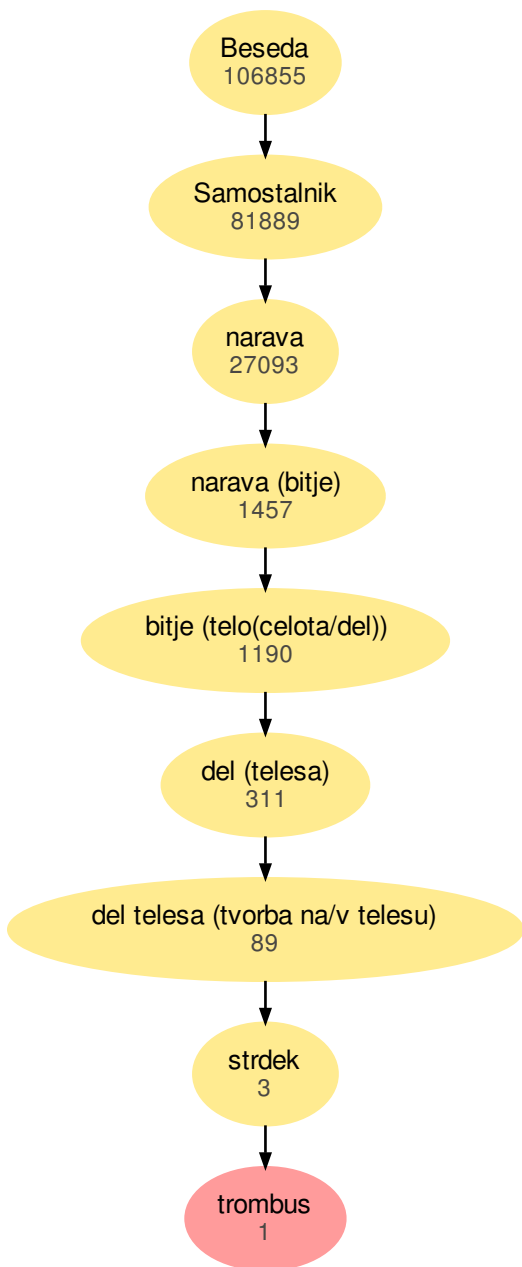 Beseda
106855
Samostalnik
81889
narava
27093
narava (bitje)
1457
bitje (telo(celota/del))
1190
del (telesa)
311
del telesa (tvorba na/v telesu)
89
strdek
3
trombus
1